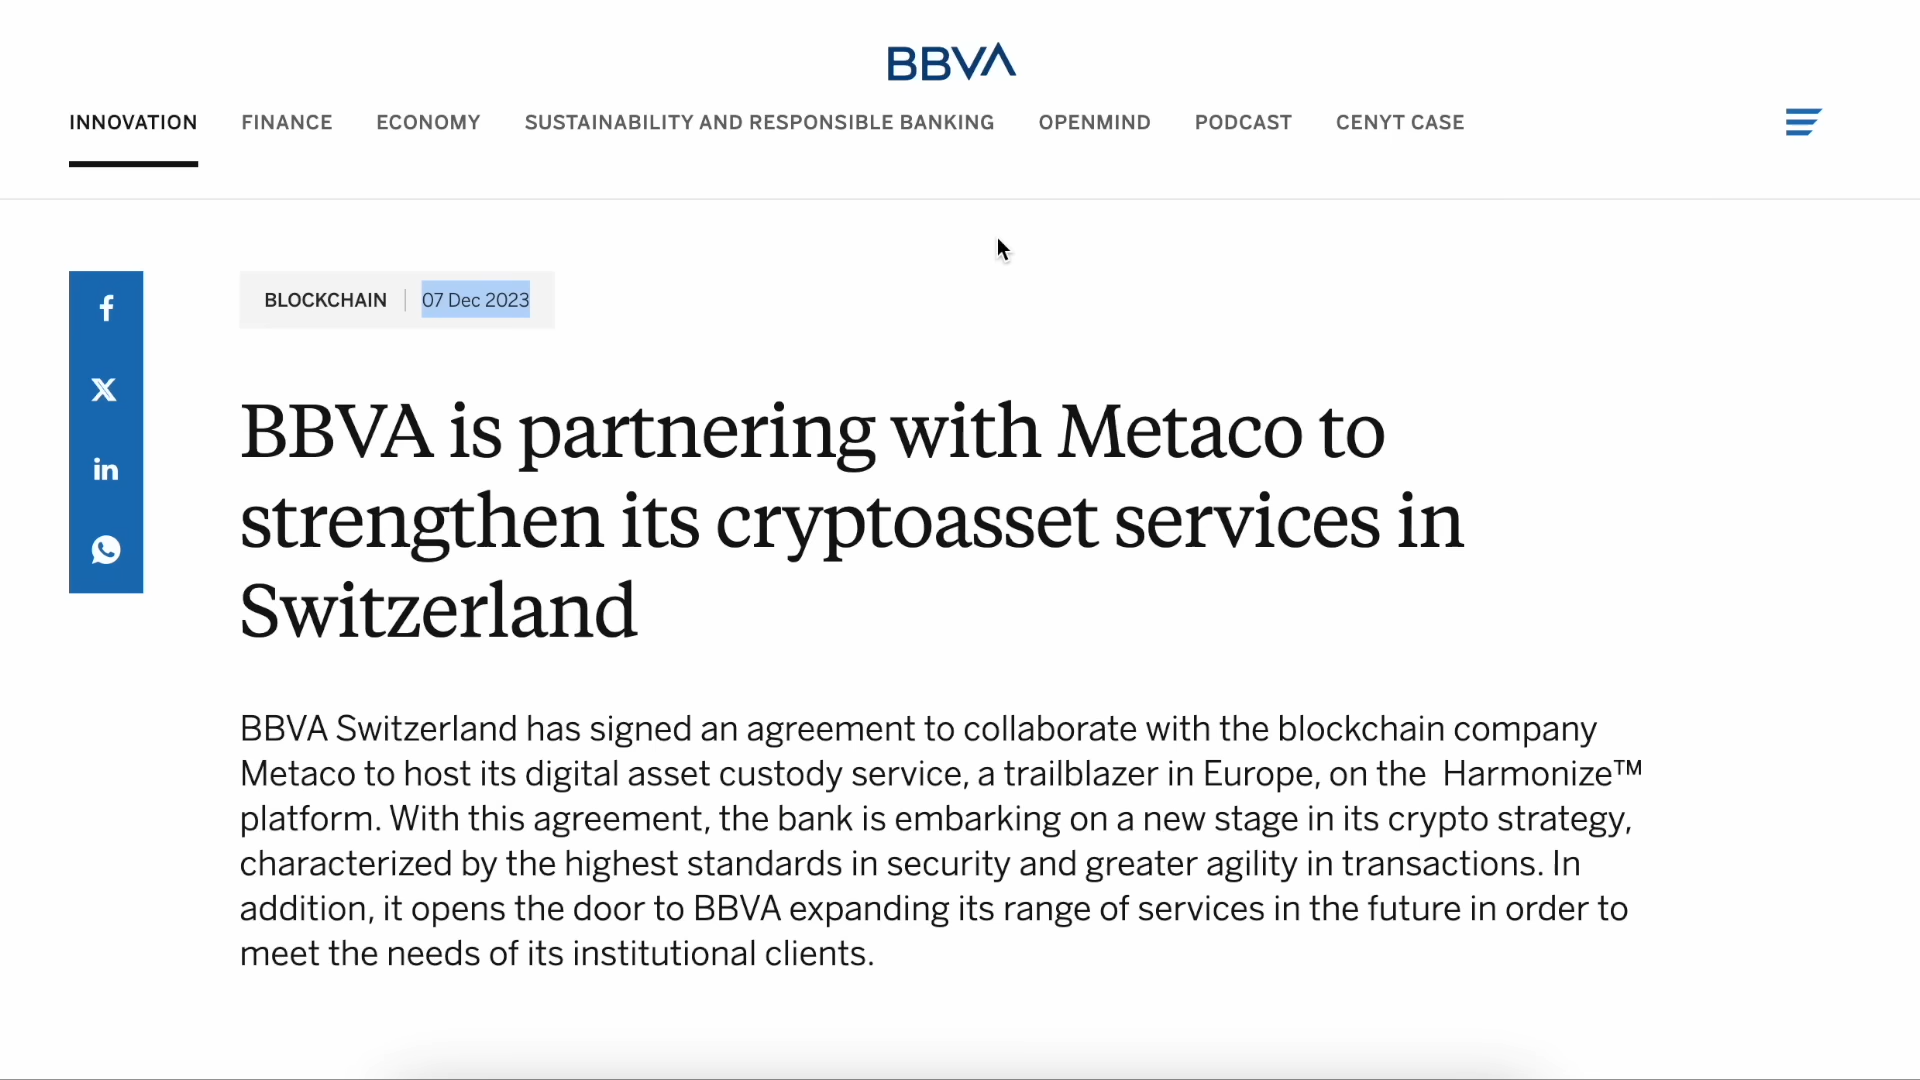 BBVA
INNOVATION FINANCE ECONOMY SUSTAINABILITY AND RESPONSIBLE BANKING OPENMIND PODCAST CENYT CASE
BLOCKCHAIN 07 Dec 2023
BBVA is partnering with Metaco to
strengthen its cryptoasset services in
Switzerland
BBVA Switzerland has signed an agreement to collaborate with the blockchain company
Metaco to host its digital asset custody service, a trailblazer in Europe, on the Harmonize™
platform. With this agreement, the bank is embarking on a new stage in its crypto strategy,
characterized by the highest standards in security and greater agility in transactions. In
addition, it opens the door to BBVA expanding its range of services in the future in order to
meet the needs of its institutional clients.